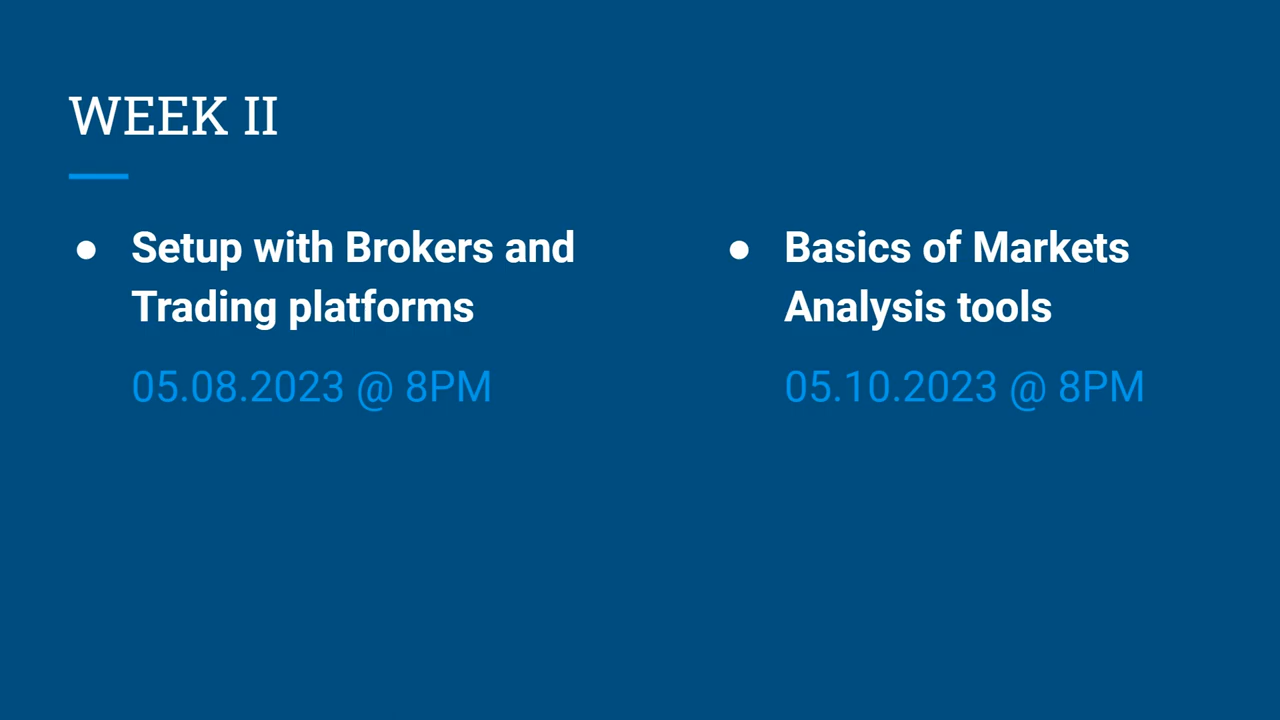 WEEK II
● Setup with Brokers and
Trading platforms
05.08.2023 @ 8PM
● Basics of Markets
Analysis tools
05.10.2023 @ 8PM